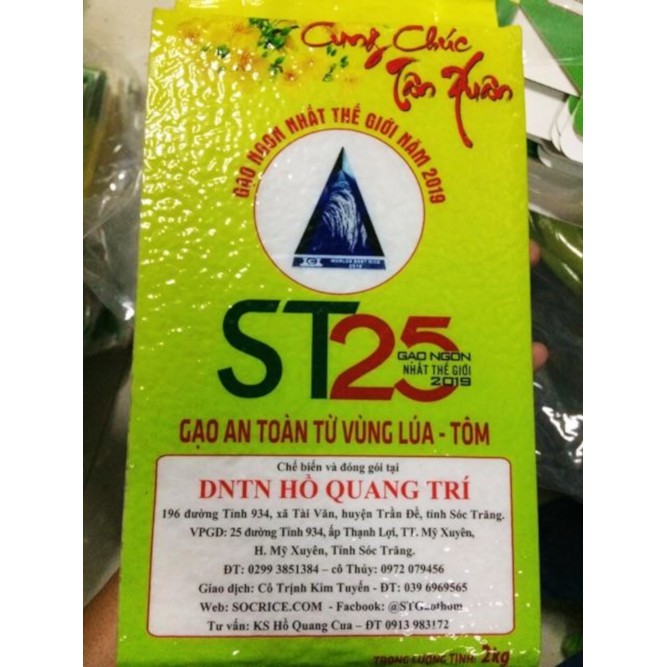 Cung Chúc
Tân Xuân
GẠO NGON NHẤT THẾ GIỚI NĂM 2019
WORLDS BEST RICE
2019
ST25
GẠO NGON
NHẤT THẾ GIỚI
2019
GẠO AN TOÀN TỪ VÙNG LÚA - TÔM
Chế biến và đóng gói tại
DNTN HỒ QUANG TRÍ
196 đường Tỉnh 934, xã Tài Văn, huyện Trần Đề, tỉnh Sóc Trăng.
VPGD: 25 đường Tỉnh 934, ấp Thạnh Lợi, TT. Mỹ Xuyên,
H. Mỹ Xuyên, Tỉnh Sóc Trăng.
ĐT: 0299 3851384 – cô Thúy: 0972 079456
Giao dịch: Cô Trịnh Kim Tuyến - ĐT: 039 6969565
Web: SOCRICE.COM - Facbook: @STGaothom
Tư vấn: KS Hồ Quang Cua – ĐT 0913 983172
TRỌNG LƯỢNG TỊNH: 2kg